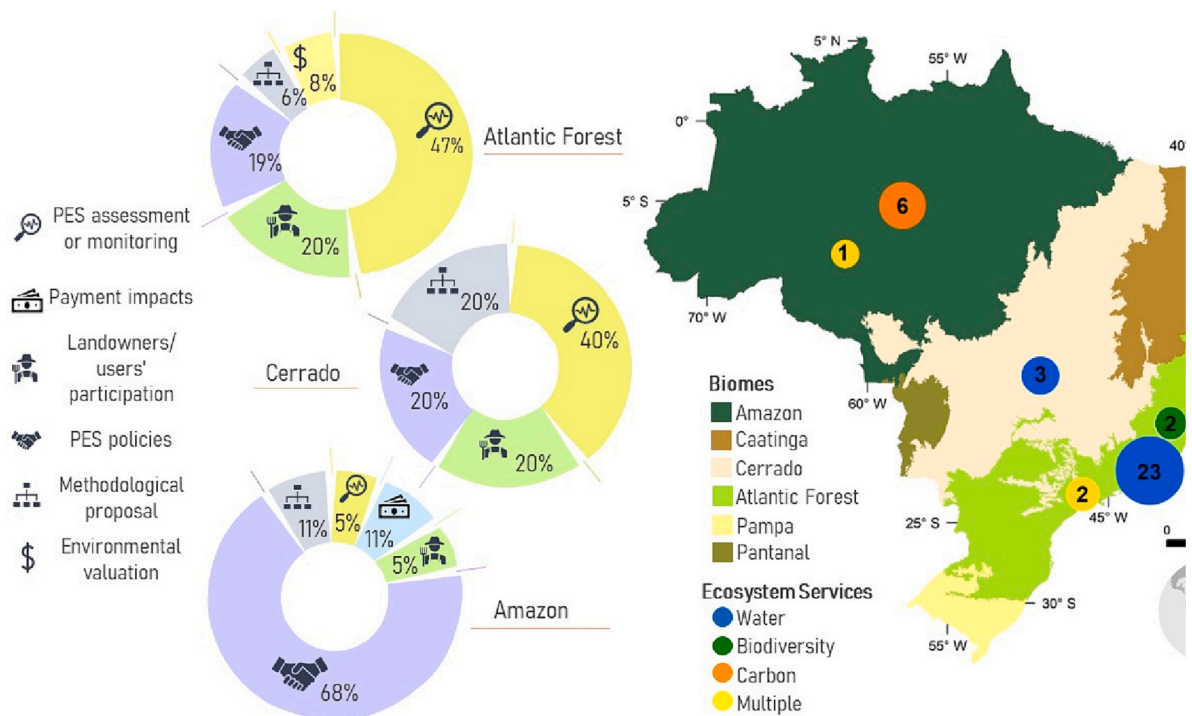 8%
6%
47%
19%
20%
Atlantic Forest
PES assessment
or monitoring
Payment impacts
Landowners/
users'
participation
PES policies
Methodological
proposal
$ Environmental
valuation
$
20%
40%
20%
20%
Cerrado
11%
5%
11%
5%
68%
Amazon
5° N
55° W
0°
40°
5° S
6
1
70° W
60° W
3
2
23
2
45° W
25° S
30° S
55° W
0
Biomes
Amazon
Caatinga
Cerrado
Atlantic Forest
Pampa
Pantanal
Ecosystem Services
Water
Biodiversity
Carbon
Multiple